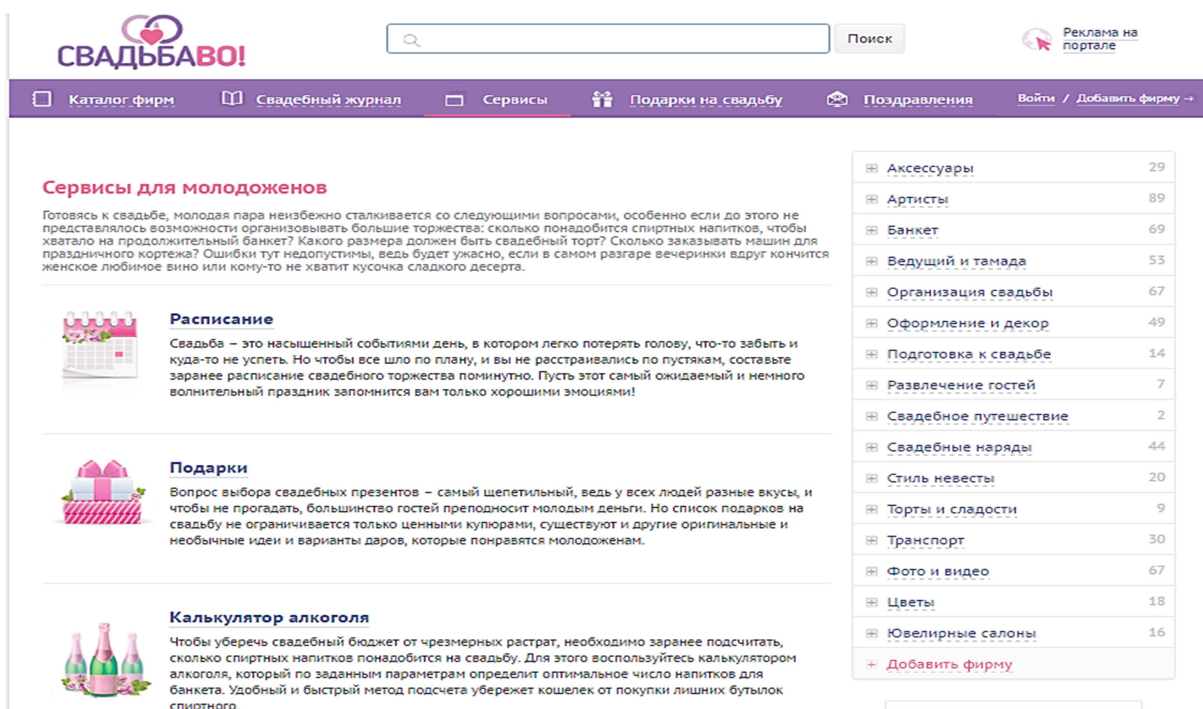 СВАДЬБАВО!
Поиск
Реклама на
портале
Каталог фирм
Свадебный журнал
Сервисы
Подарки на свадьбу
Поздравления
Войти / Добавить фирму →
Сервисы для молодоженов
Готовясь к свадьбе, молодая пара неизбежно сталкивается со следующими вопросами, особенно если до этого не
представлялось возможности организовывать большие торжества: сколько понадобится спиртных напитков, чтобы
хватало на продолжительный банкет? Какого размера должен быть свадебный торт? Сколько заказывать машин для
праздничного кортежа? Ошибки тут недопустимы, ведь будет ужасно, если в самом разгаре вечеринки вдруг кончится
женское любимое вино или кому-то не хватит кусочка сладкого десерта.
Расписание
Свадьба – это насыщенный событиями день, в котором легко потерять голову, что-то забыть и
куда-то не успеть. Но чтобы все шло по плану, и вы не расстраивались по пустякам, составьте
заранее расписание свадебного торжества поминутно. Пусть этот самый ожидаемый и немного
волнительный праздник запомнится вам только хорошими эмоциями!
Подарки
Вопрос выбора свадебных презентов – самый щепетильный, ведь у всех людей разные вкусы, и
чтобы не прогадать, большинство гостей преподносит молодым деньги. Но список подарков на
свадьбу не ограничивается только ценными купюрами, существуют и другие оригинальные и
необычные идеи и варианты даров, которые понравятся молодоженам.
Калькулятор алкоголя
Чтобы уберечь свадебный бюджет от чрезмерных растрат, необходимо заранее подсчитать,
сколько спиртных напитков понадобится на свадьбу. Для этого воспользуйтесь калькулятором
алкоголя, который по заданным параметрам определит оптимальное число напитков для
банкета. Удобный и быстрый метод подсчета убережет кошелек от покупки лишних бутылок
спиртного.
Аксессуары 29
Артисты 89
Банкет 69
Ведущий и тамада 53
Организация свадьбы 67
Оформление и декор 49
Подготовка к свадьбе 14
Развлечение гостей 7
Свадебное путешествие 2
Свадебные наряды 44
Стиль невесты 20
Торты и сладости 9
Транспорт 30
Фото и видео 67
Цветы 18
Ювелирные салоны 16
+ Добавить фирму